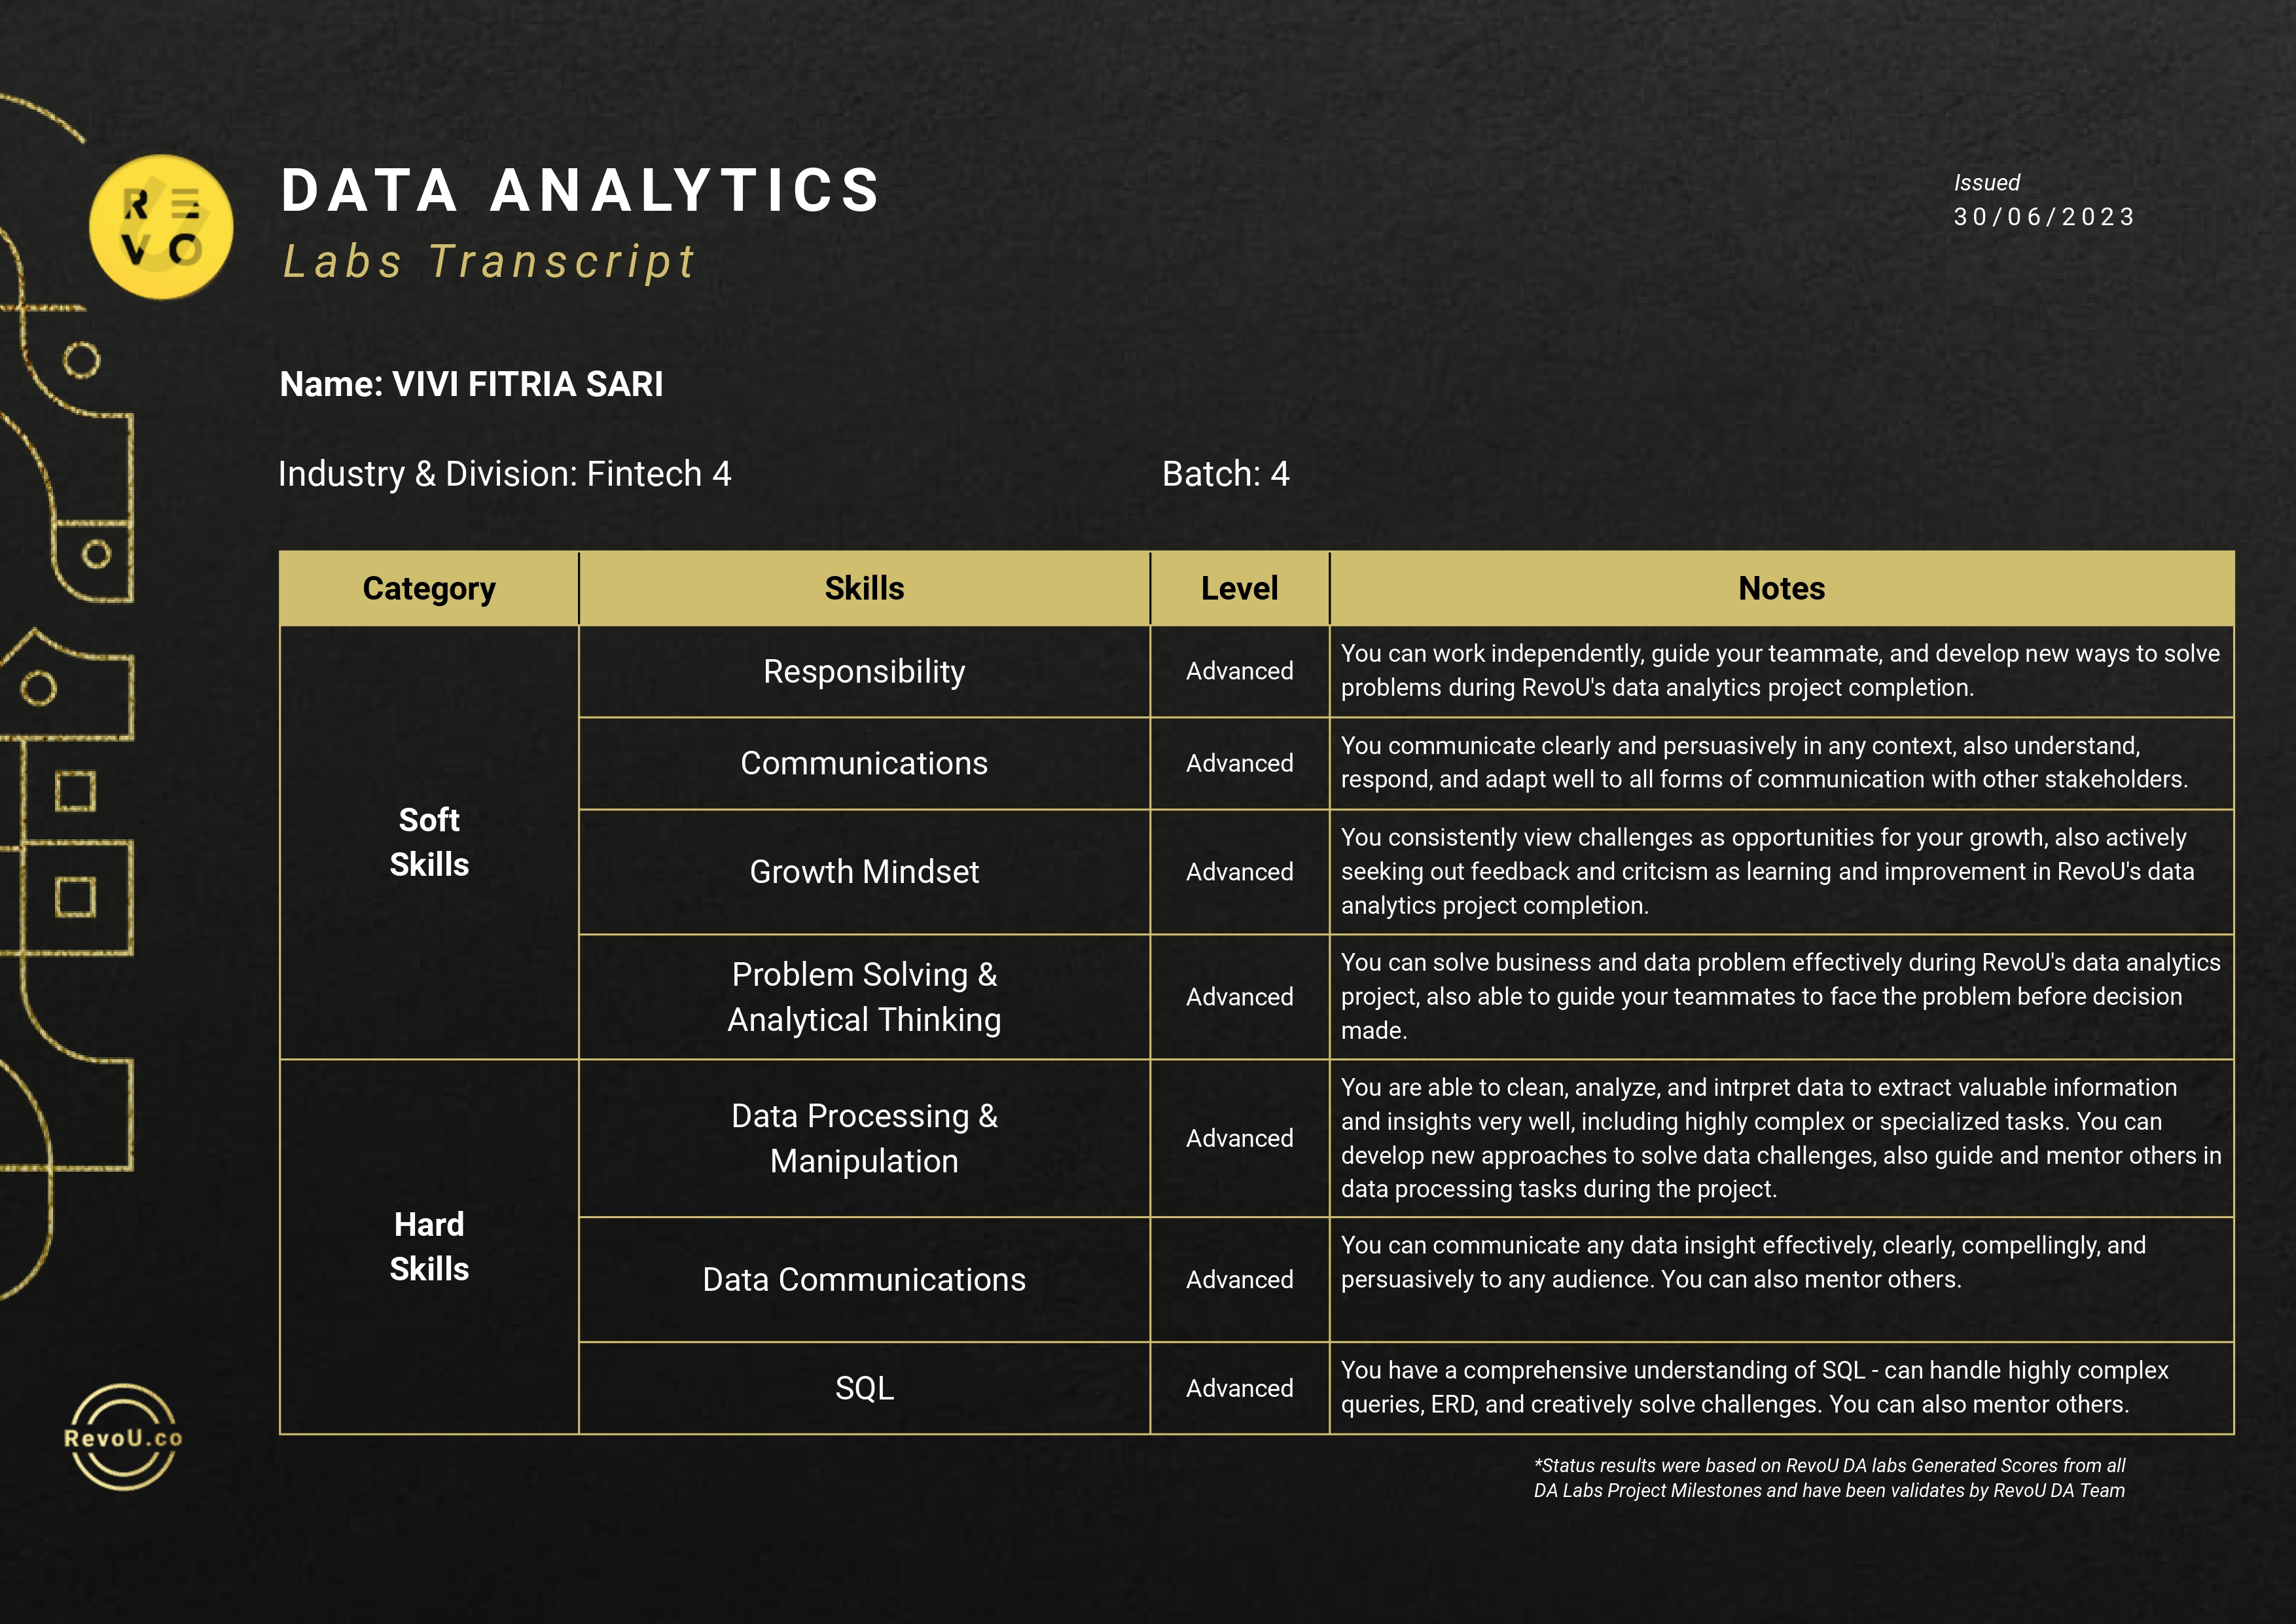 RE
VO
DATA ANALYTICS
Labs Transcript
Issued
30/06/2023
Name: VIVI FITRIA SARI
Industry & Division: Fintech 4
Batch: 4
Category Skills Level Notes
Soft
Skills
Responsibility
Advanced
You can work independently, guide your teammate, and develop new ways to solve
problems during RevoU's data analytics project completion.
Communications
Advanced
You communicate clearly and persuasively in any context, also understand,
respond, and adapt well to all forms of communication with other stakeholders.
Growth Mindset
Advanced
You consistently view challenges as opportunities for your growth, also actively
seeking out feedback and critcism as learning and improvement in RevoU's data
analytics project completion.
Problem Solving &
Analytical Thinking
Advanced
You can solve business and data problem effectively during RevoU's data analytics
project, also able to guide your teammates to face the problem before decision
made.
Hard
Skills
Data Processing &
Manipulation
Advanced
You are able to clean, analyze, and intrpret data to extract valuable information
and insights very well, including highly complex or specialized tasks. You can
develop new approaches to solve data challenges, also guide and mentor others in
data processing tasks during the project.
Data Communications
Advanced
You can communicate any data insight effectively, clearly, compellingly, and
persuasively to any audience. You can also mentor others.
SQL
Advanced
You have a comprehensive understanding of SQL - can handle highly complex
queries, ERD, and creatively solve challenges. You can also mentor others.
RevoU.co
*Status results were based on RevoU DA labs Generated Scores from all
DA Labs Project Milestones and have been validates by RevoU DA Team